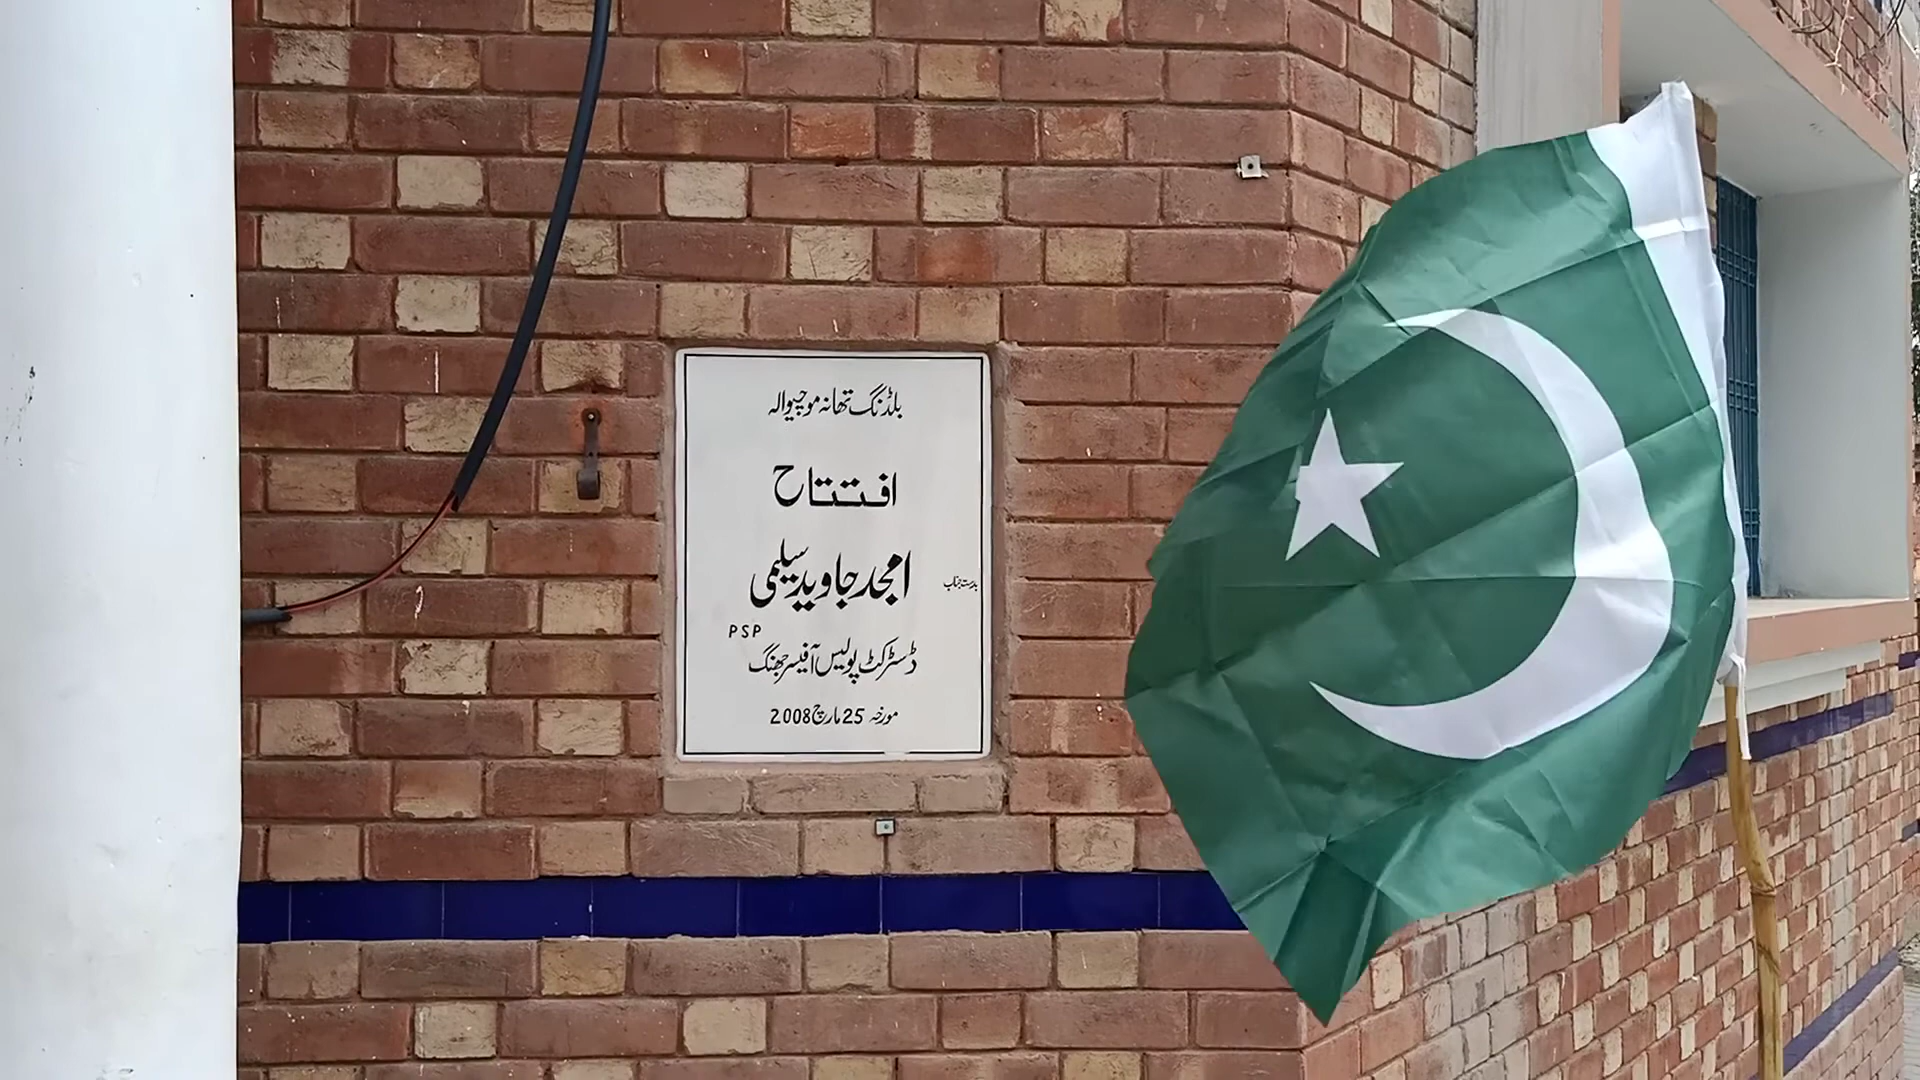 بلڈنگ تھانہ موچیوالہ
افتتاح
بدست جناب
امجد جاوید سلیمی
PSP
ڈسٹرکٹ پولیس آفیسر جھنگ
مورخہ 25 مارچ 2008